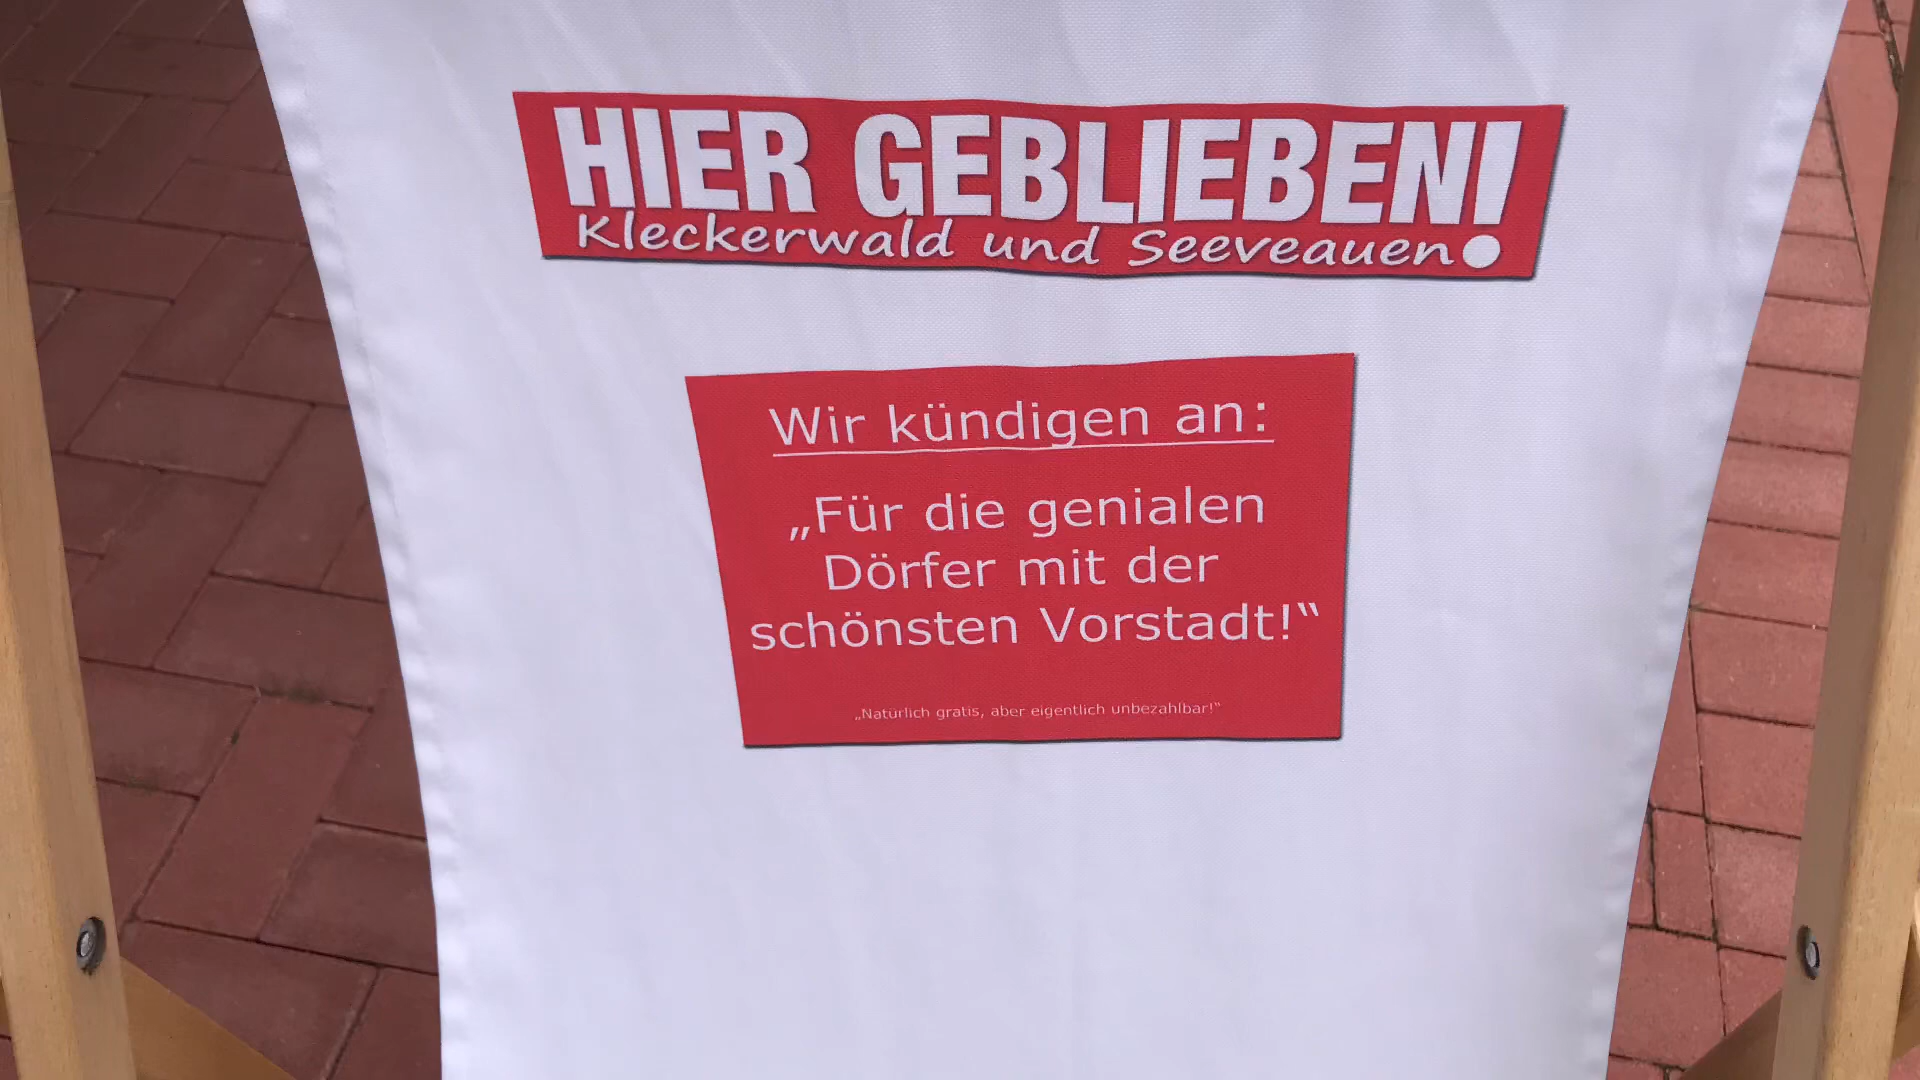 HIER GEBLIEBEN!
Kleckerwald und Seeveauen
Wir kündigen an:
„Für die genialen
Dörfer mit der
schönsten Vorstadt!“
„Natürlich gratis, aber eigentlich unbezahlbar!“